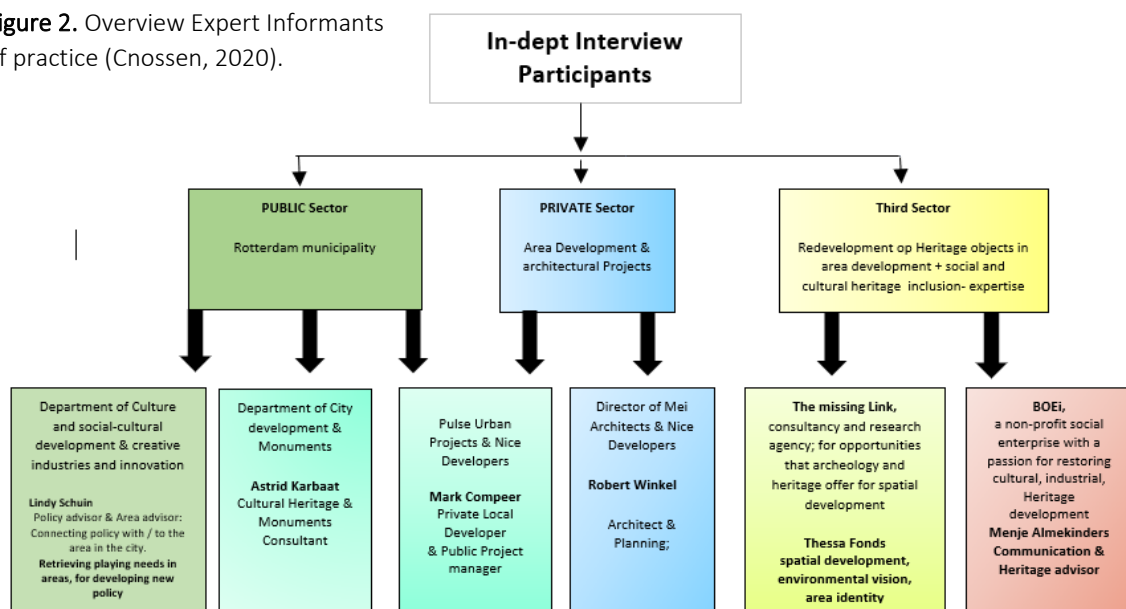 igure 2. Overview Expert Informants
f practice (Cnossen, 2020).
In-dept Interview
Participants
PUBLIC Sector
Rotterdam municipality
PRIVATE Sector
Area Development &
architectural Projects
Third Sector
Redevelopment op Heritage objects in
area development + social and
cultural heritage inclusion- expertise
Department of Culture
and social-cultural
development & creative
industries and innovation
Lindy Schuin
Policy advisor & Area advisor:
Connecting policy with / to the
area in the city.
Retrieving playing needs in
areas, for developing new
policy
Department of City
development &
Monuments
Astrid Karbaat
Cultural Heritage &
Monuments
Consultant
Pulse Urban
Projects & Nice
Developers
Mark Compeer
Private Local
Developer
& Public Project
manager
Director of Mei
Architects & Nice
Developers
Robert Winkel
Architect &
Planning;
The missing Link,
consultancy and research
agency; for opportunities
that archeology and
heritage offer for spatial
development
Thessa Fonds
spatial development,
environmental vision,
area identity
BOEi,
a non-profit social
enterprise with a
passion for restoring
cultural, industrial,
Heritage
development
Menje Almekinders
Communication &
Heritage advisor